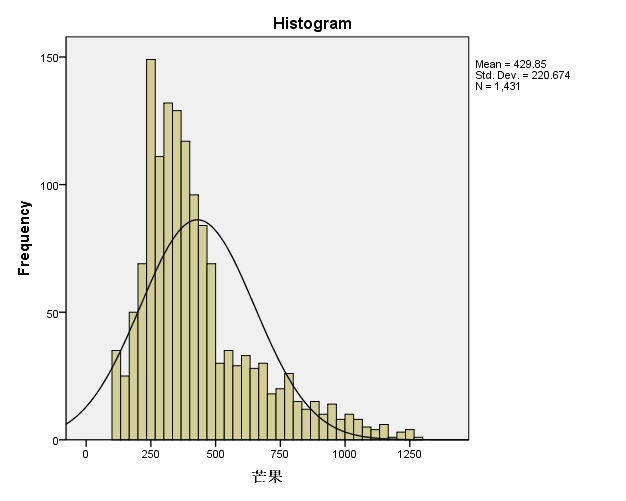 Histogram
Mean = 429.85
Std. Dev. = 220.674
N = 1,431
150
100
50
0
Frequency
0 250 500 750 1000 1250
芒果